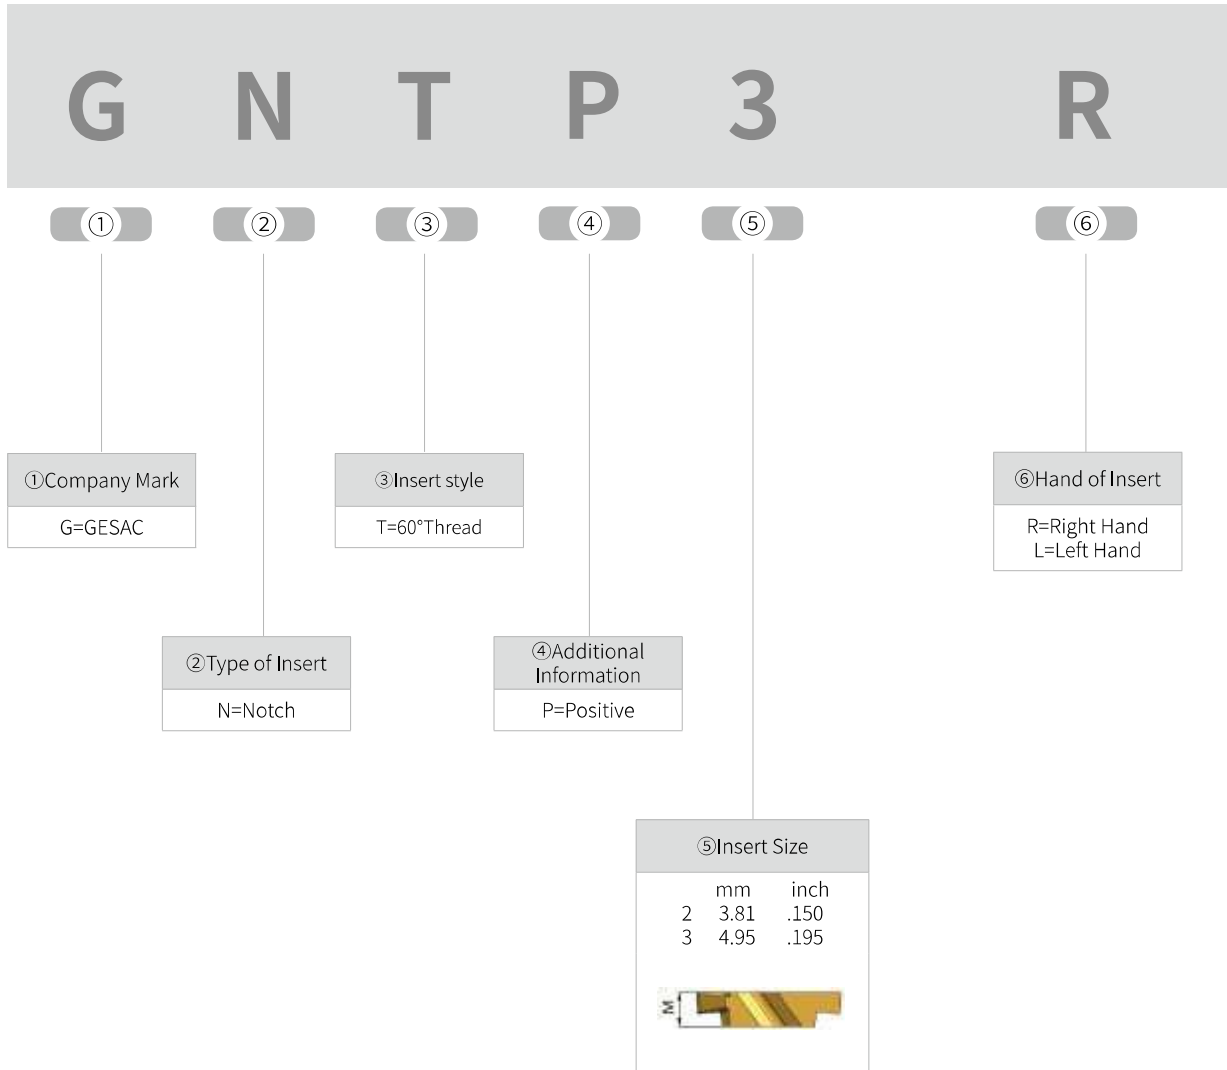 G N T P 3 R
① ② ③ ④ ⑤ ⑥
①Company Mark
G=GESAC
③Insert style
T=60°Thread
⑥Hand of Insert
R=Right Hand
L=Left Hand
②Type of Insert
N=Notch
④Additional
Information
P=Positive
⑤Insert Size
mm inch
2 3.81 .150
3 4.95 .195
M